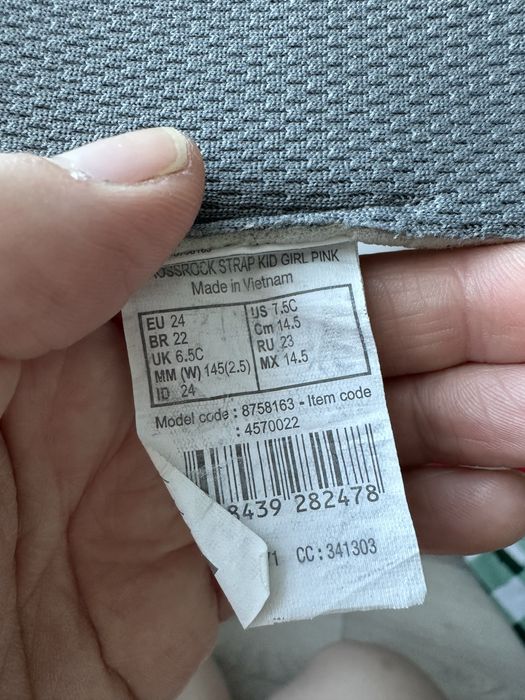 STRAP KID GIRL PINK
Made in Vietnam
EU 24
BR 22
UK 6.5C
MM (W) 145(2.5)
ID 24
US 7.5C
Cm 14.5
RU 23
MX 14.5
Model code : 8758163 - Item code
: 4570022
8439 282478
CC : 341303